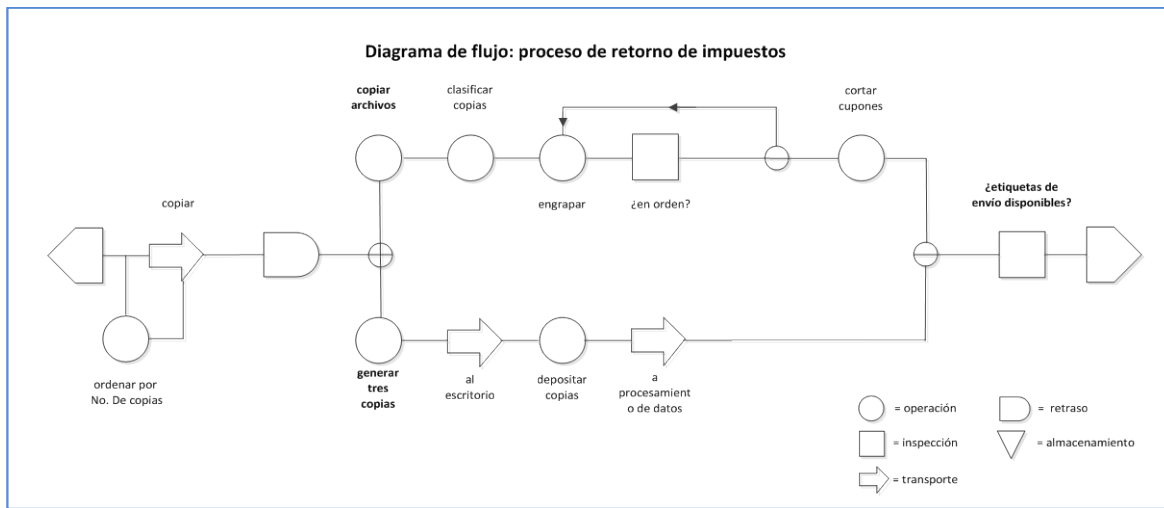 Diagrama de flujo: proceso de retorno de impuestos
copiar
archivos
clasificar
copias
cortar
cupones
copiar
engrapar
¿en orden?
¿etiquetas de
envío disponibles?
ordenar por
No. De copias
generar
tres
copias
al
escritorio
depositar
copias
a
procesamient
o de datos
= operación
= retraso
= inspección
= almacenamiento
= transporte